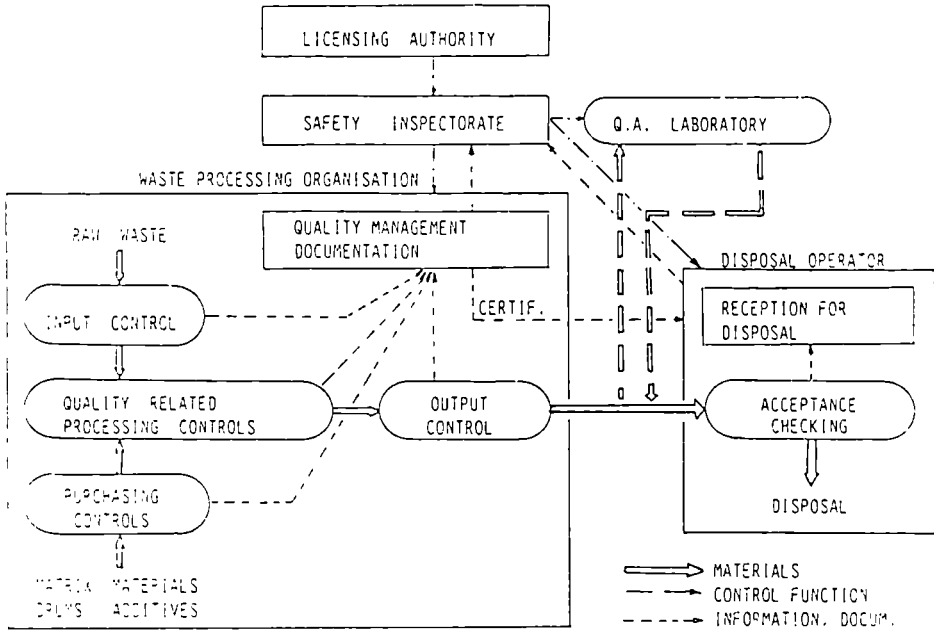 LICENSING AUTHORITY
SAFETY INSPECTORATE
Q.A. LABORATORY
WASTE PROCESSING ORGANISATION
RAW WASTE
QUALITY MANAGEMENT
DOCUMENTATION
DISPOSAL OPERATOR
INPUT CONTROL
CERTIF.
RECEPTION FOR
DISPOSAL
QUALITY RELATED
PROCESSING CONTROLS
OUTPUT
CONTROL
ACCEPTANCE
CHECKING
PURCHASING
CONTROLS
DISPOSAL
MATRIX MATERIALS
DRUMS ADDITIVES
MATERIALS
CONTROL FUNCTION
INFORMATION, DOCUM.